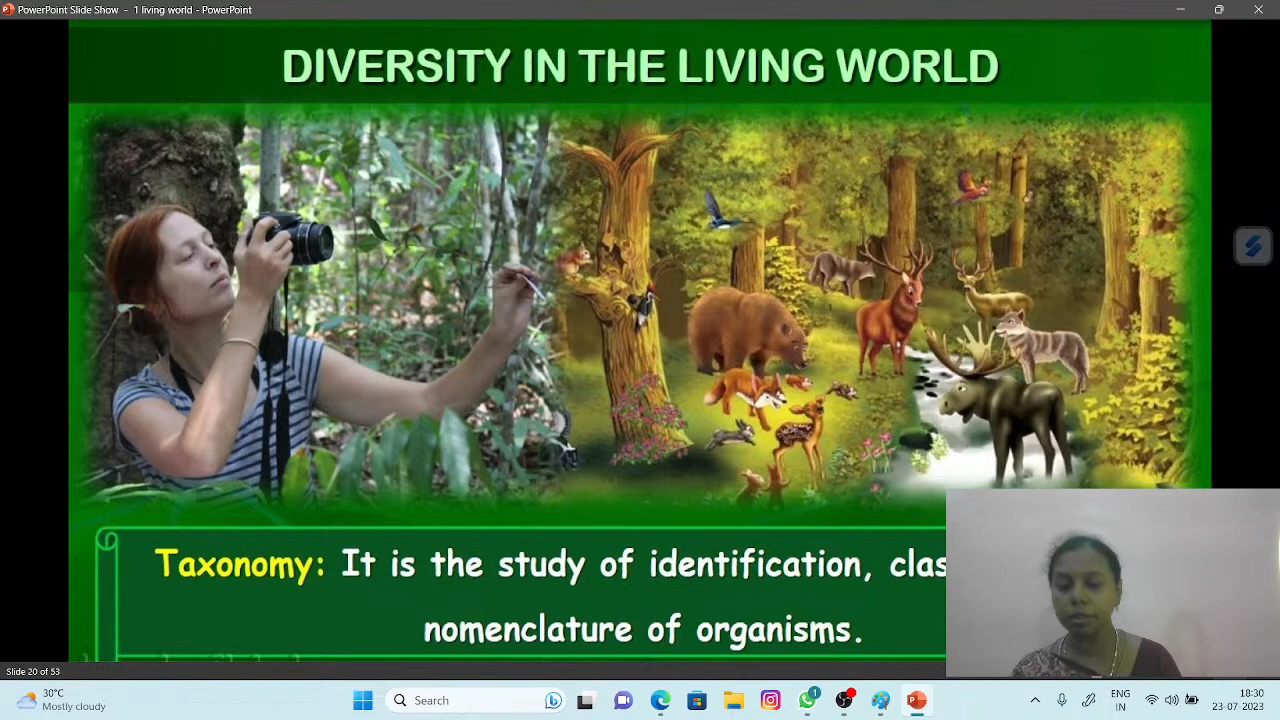 PowerPoint Slide Show - 1 living world - PowerPoint
DIVERSITY IN THE LIVING WORLD
Taxonomy: It is the study of identification, clas
nomenclature of organisms.
Slide 20 of 53
30°C
Mostly cloudy
Search
1
ENG
IN
18:30
23-07-2023